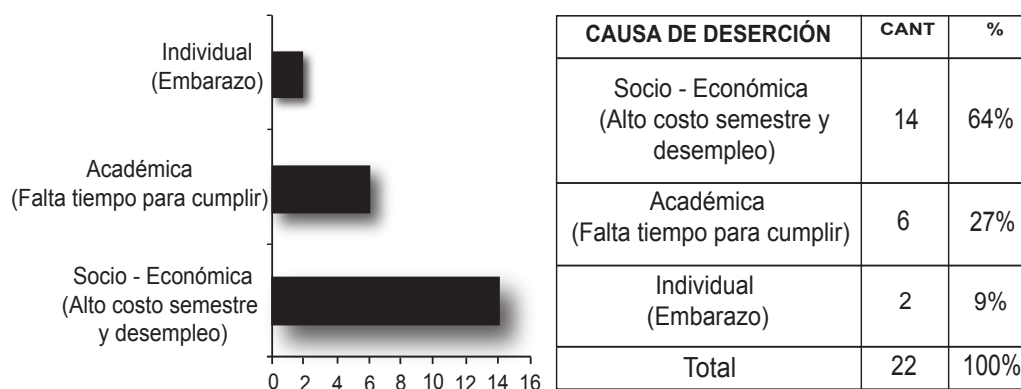 Individual
(Embarazo)
Académica
(Falta tiempo para cumplir)
Socio - Económica
(Alto costo semestre
y desempleo)
0 2 4 6 8 10 12 14 16
CAUSA DE DESERCIÓN CANT %
Socio - Económica
(Alto costo semestre y
desempleo)
14 64%
Académica
(Falta tiempo para cumplir)
6 27%
Individual
(Embarazo)
2 9%
Total 22 100%